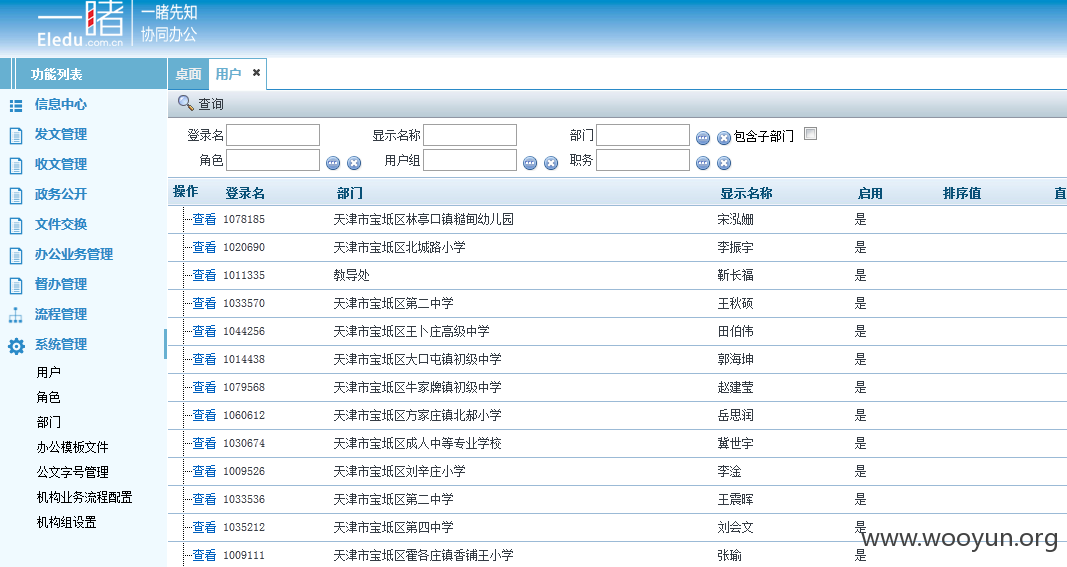 一睹 一睹先知
Eledu.com.cn 协同办公
功能列表
信息中心
发文管理
收文管理
政务公开
文件交换
办公业务管理
督办管理
流程管理
系统管理
用户
角色
部门
办公模板文件
公文字号管理
机构业务流程配置
机构组设置
桌面 用户
查询
登录名 显示名称 部门 包含子部门
角色 用户组 职务
操作 登录名 部门 显示名称 启用 排序值 直
查看 1078185 天津市宝坻区林亭口镇糙甸幼儿园 宋泓姗 是
查看 1020690 天津市宝坻区北城路小学 李振宇 是
查看 1011335 教导处 靳长福 是
查看 1033570 天津市宝坻区第二中学 王秋硕 是
查看 1044256 天津市宝坻区王卜庄高级中学 田伯伟 是
查看 1014438 天津市宝坻区大口屯镇初级中学 郭海坤 是
查看 1079568 天津市宝坻区牛家牌镇初级中学 赵建莹 是
查看 1060612 天津市宝坻区方家庄镇北郝小学 岳思润 是
查看 1030674 天津市宝坻区成人中等专业学校 冀世宇 是
查看 1009526 天津市宝坻区刘辛庄小学 李淦 是
查看 1033536 天津市宝坻区第二中学 王震晖 是
查看 1035212 天津市宝坻区第四中学 刘会文 是
查看 1009111 天津市宝坻区霍各庄镇香铺王小学 张瑜 是
www.wooyun.org